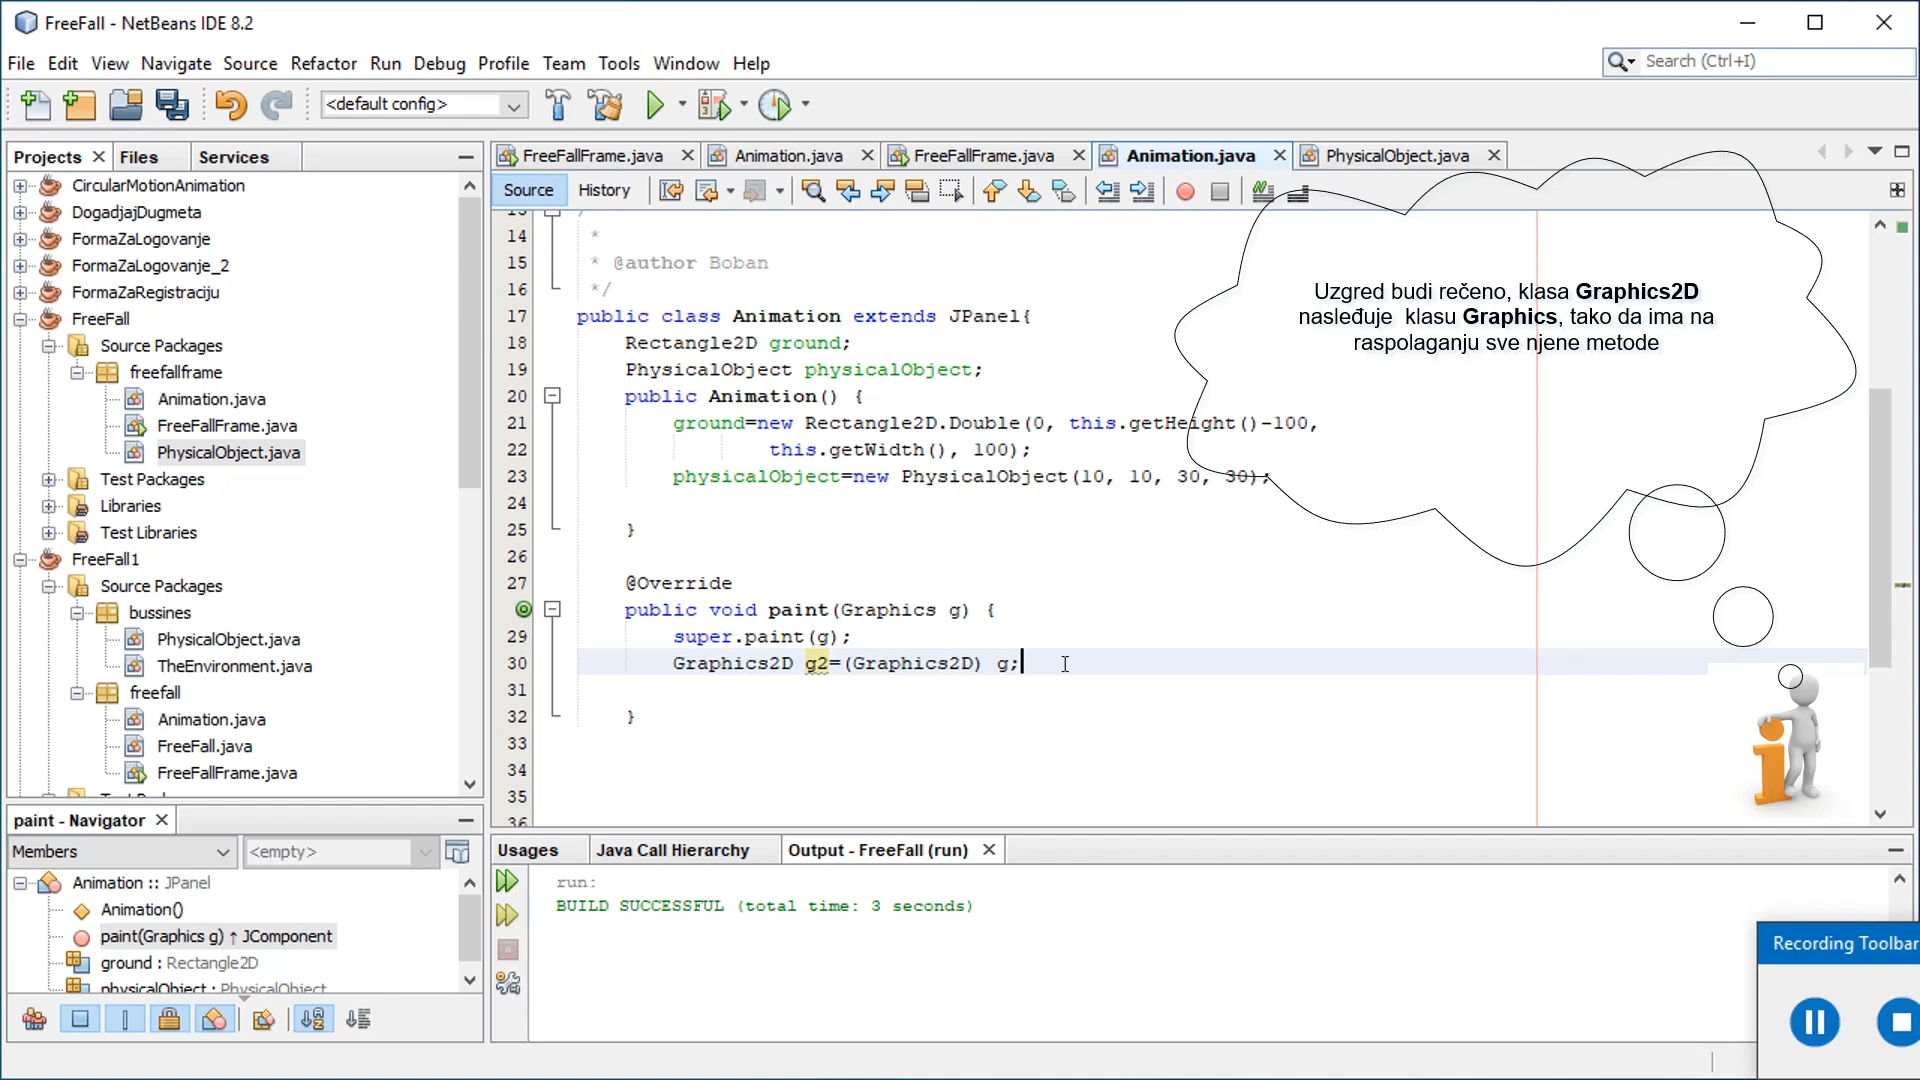 FreeFall - NetBeans IDE 8.2
File Edit View Navigate Source Refactor Run Debug Profile Team Tools Window Help
Search (Ctrl+I)
<default config>
Projects Files Services
CircularMotionAnimation
DogadjajDugmeta
FormaZaLogovanje
FormaZaLogovanje_2
FormaZaRegistraciju
FreeFall
Source Packages
freefallframe
Animation.java
FreeFallFrame.java
PhysicalObject.java
Test Packages
Libraries
Test Libraries
FreeFall1
Source Packages
bussines
PhysicalObject.java
TheEnvironment.java
freefall
Animation.java
FreeFall.java
FreeFallFrame.java
FreeFallFrame.java Animation.java FreeFallFrame.java Animation.java PhysicalObject.java
Source History
14 *
15 * @author Boban
16 */
17 public class Animation extends JPanel{
18 Rectangle2D ground;
19 PhysicalObject physicalObject;
20 public Animation() {
21 ground=new Rectangle2D.Double(0, this.getHeight()-100,
22 this.getWidth(), 100);
23 physicalObject=new PhysicalObject(10, 10, 30, 30);
24
25 }
26
27 @Override
public void paint(Graphics g) {
29 super.paint(g);
30 Graphics2D g2=(Graphics2D) g;
31
32 }
33
34
35
36
Uzgred budi rečeno, klasa Graphics2D
nasleđuje klasu Graphics, tako da ima na
raspolaganju sve njene metode
paint - Navigator
Members <empty>
Animation :: JPanel
Animation()
paint(Graphics g) ↑ JComponent
ground : Rectangle2D
physicalObject : PhysicalObject
Usages Java Call Hierarchy Output - FreeFall (run)
run:
BUILD SUCCESSFUL (total time: 3 seconds)
Recording Toolbar